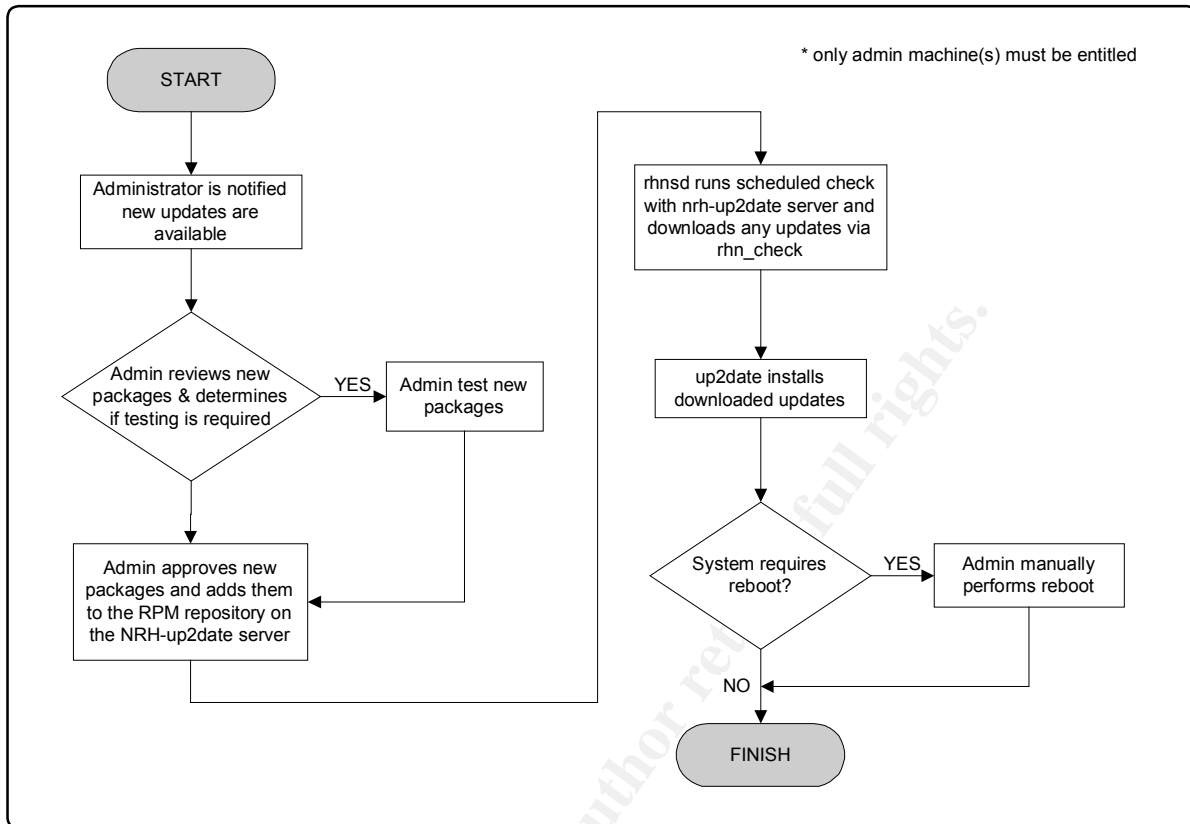 * only admin machine(s) must be entitled
START
Administrator is notified
new updates are
available
Admin reviews new
packages & determines
if testing is required
YES
Admin test new
packages
Admin approves new
packages and adds them
to the RPM repository on
the NRH-up2date server
rhnsd runs scheduled check
with nrh-up2date server and
downloads any updates via
rhn_check
up2date installs
downloaded updates
System requires
reboot?
YES
Admin manually
performs reboot
NO
FINISH
full rights.